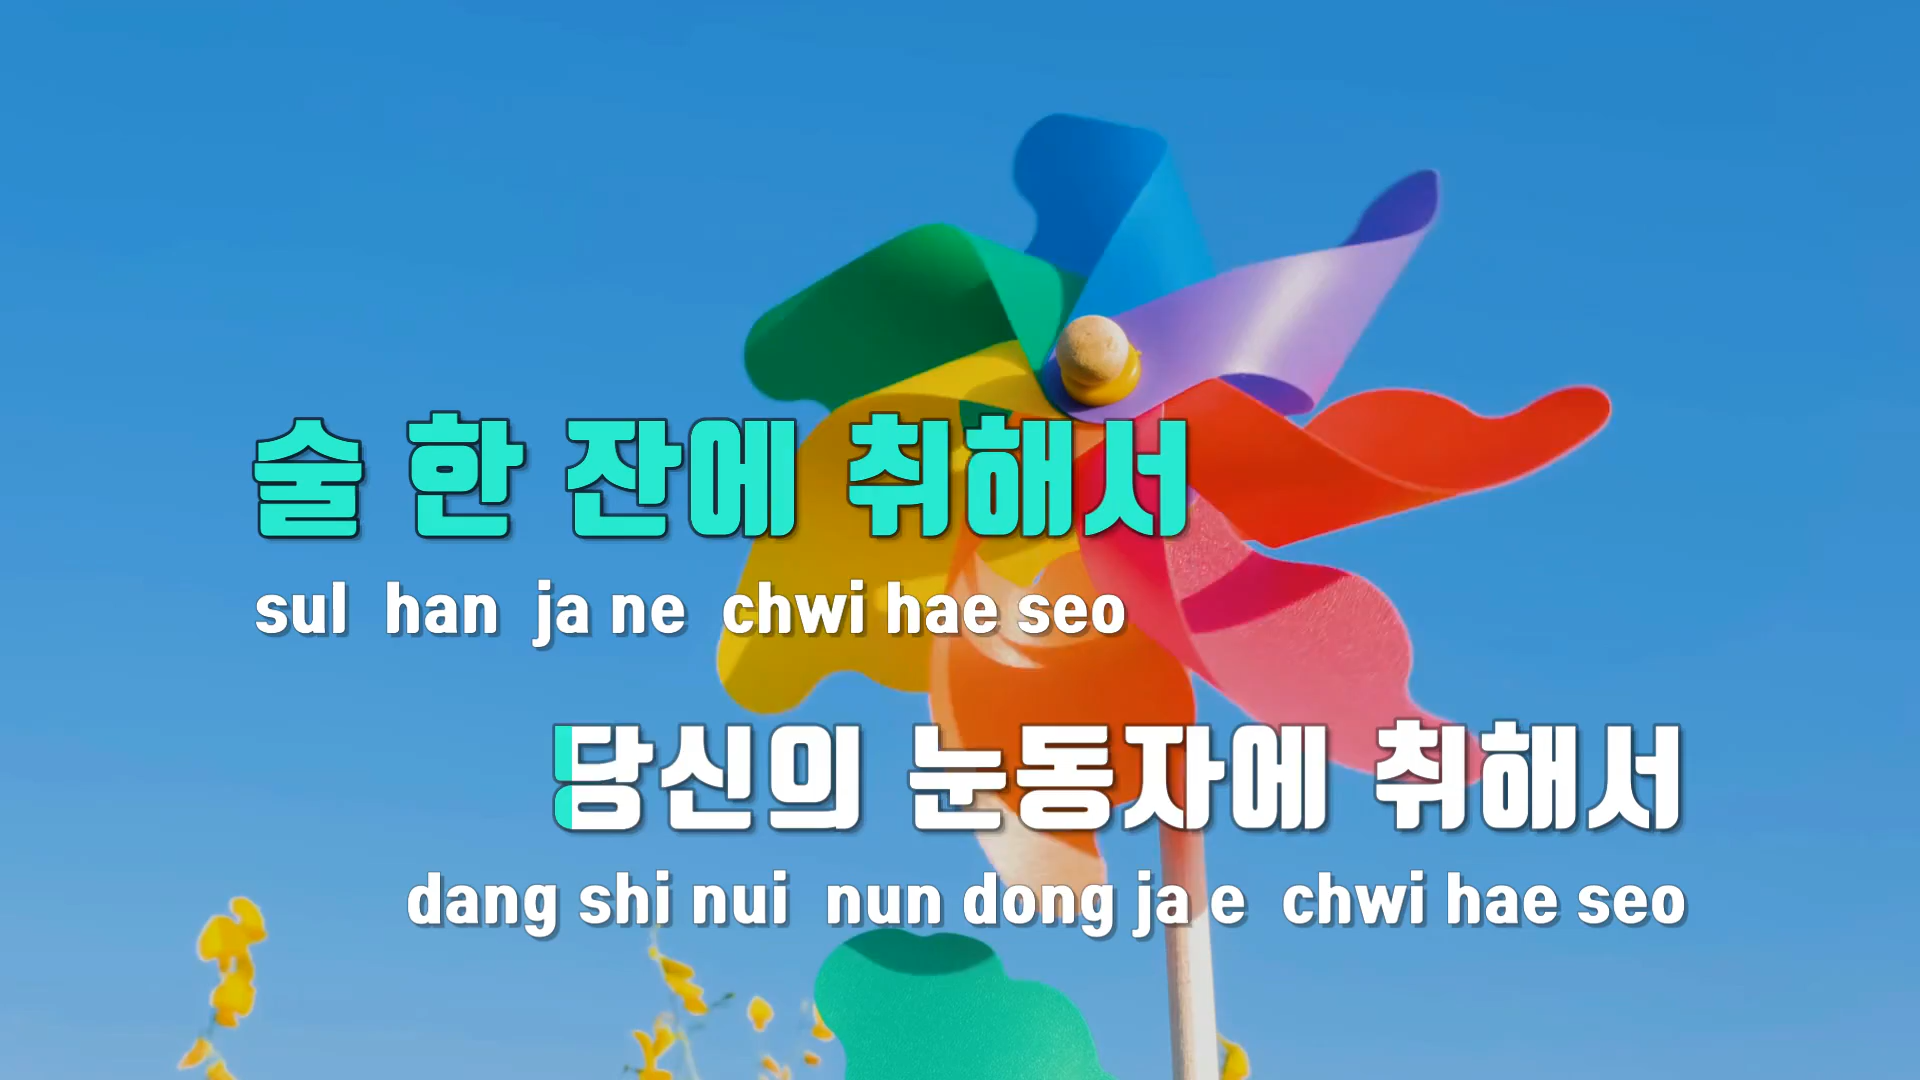 술 한 잔에 취해서
sul han ja ne chwi hae seo
당신의 눈동자에 취해서
dang shi nui nun dong ja e chwi hae seo